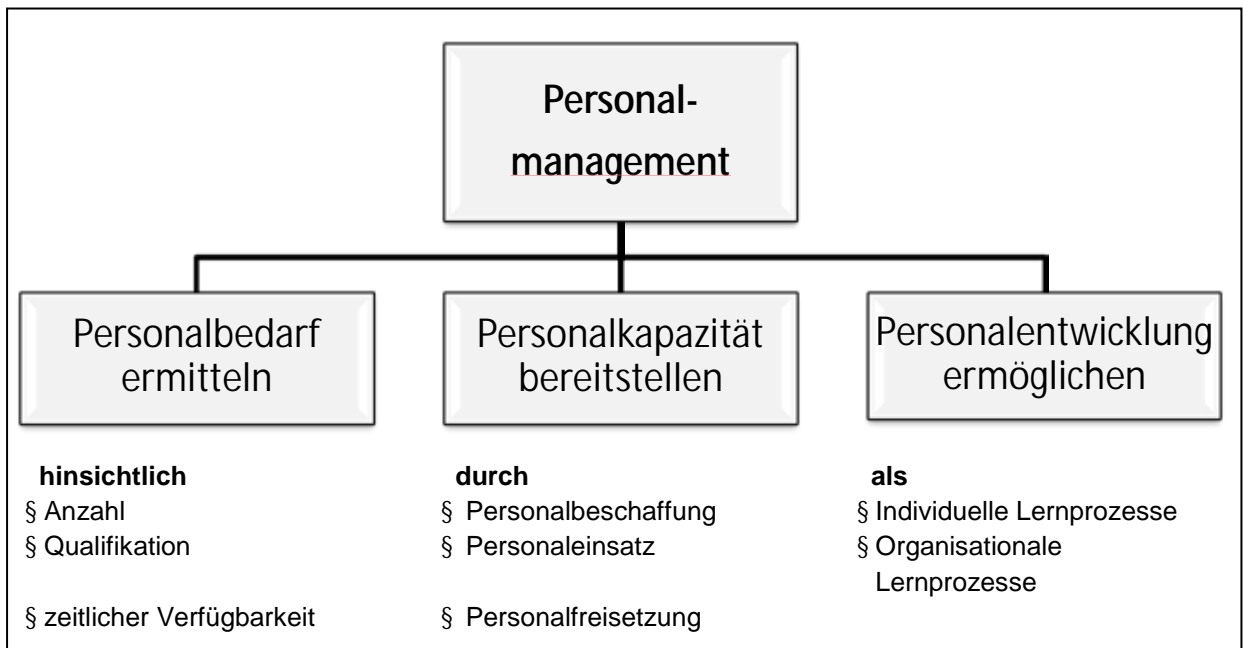 Personal-
management
Personalbedarf
ermitteln
Personalkapazität
bereitstellen
Personalentwicklung
ermöglichen
hinsichtlich
§ Anzahl
§ Qualifikation
§ zeitlicher Verfügbarkeit
durch
§ Personalbeschaffung
§ Personaleinsatz
§ Personalfreisetzung
als
§ Individuelle Lernprozesse
§ Organisationale
Lernprozesse